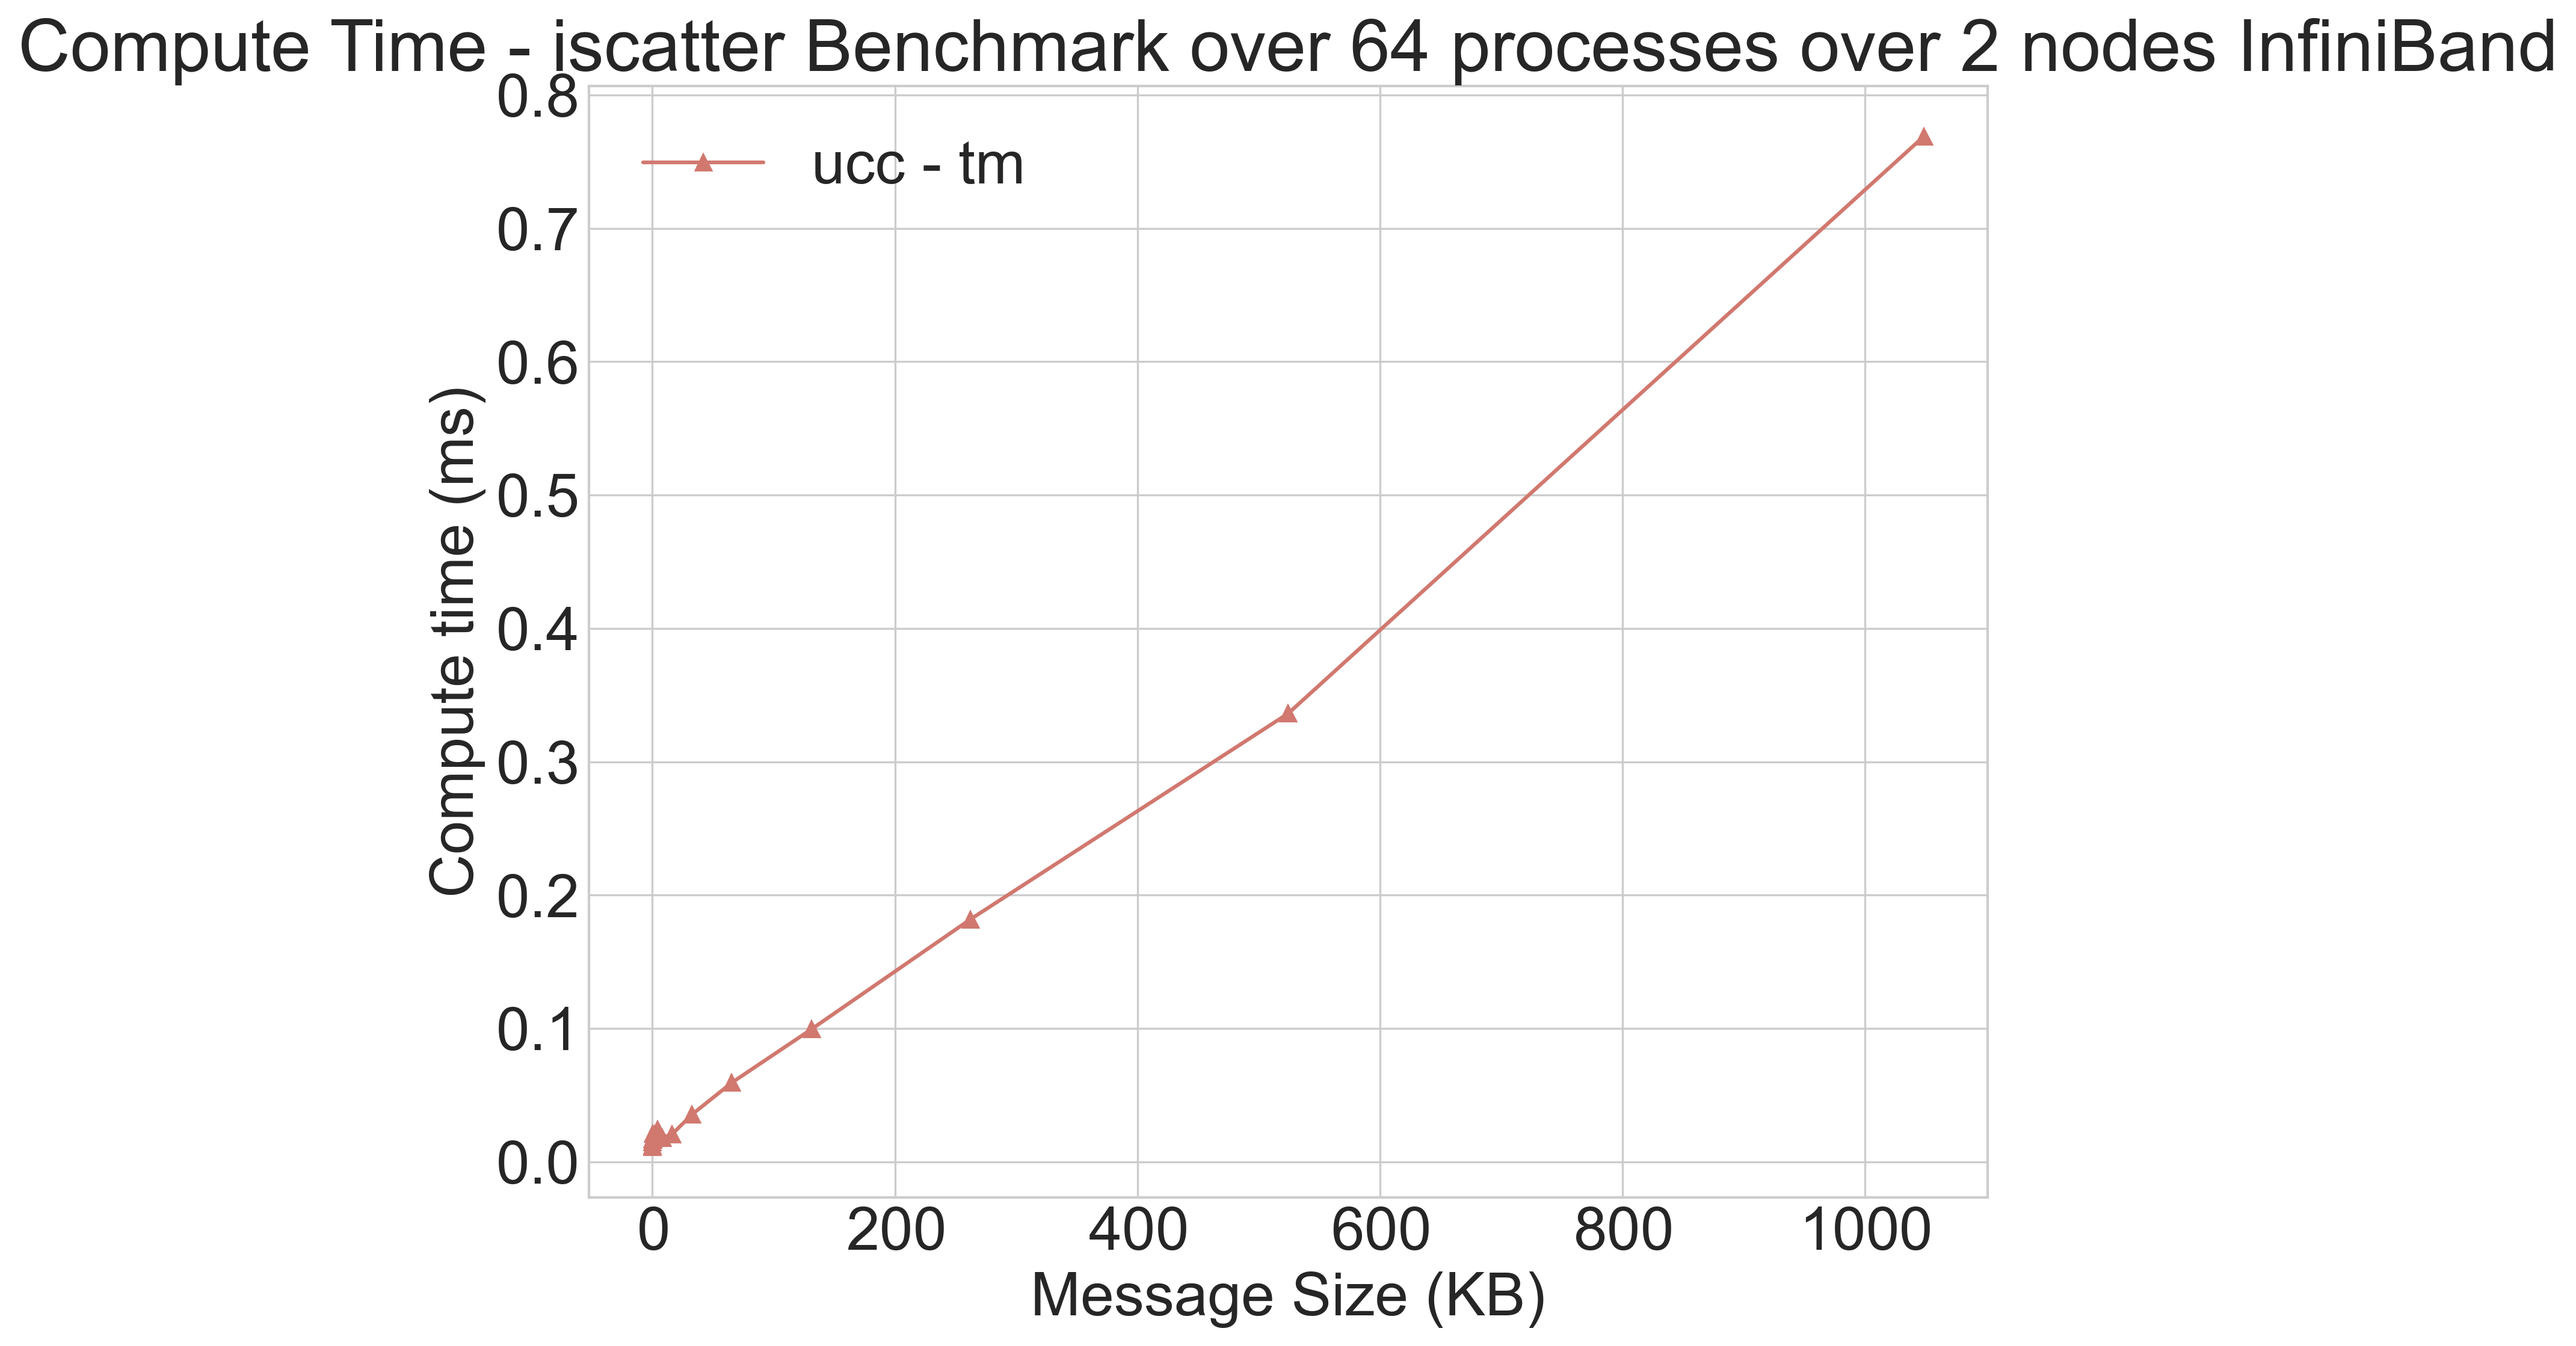 Compute Time - iscatter Benchmark over 64 processes over 2 nodes InfiniBand
ucc - tm
Compute time (ms)
0.8
0.7
0.6
0.5
0.4
0.3
0.2
0.1
0.0
0 200 400 600 800 1000
Message Size (KB)